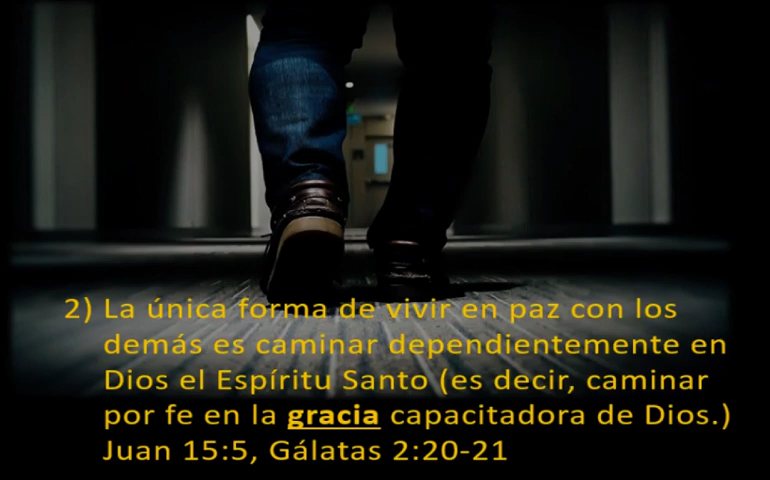 2) La única forma de vivir en paz con los
demás es caminar dependientemente en
Dios el Espíritu Santo (es decir, caminar
por fe en la gracia capacitadora de Dios.)
Juan 15:5, Gálatas 2:20-21